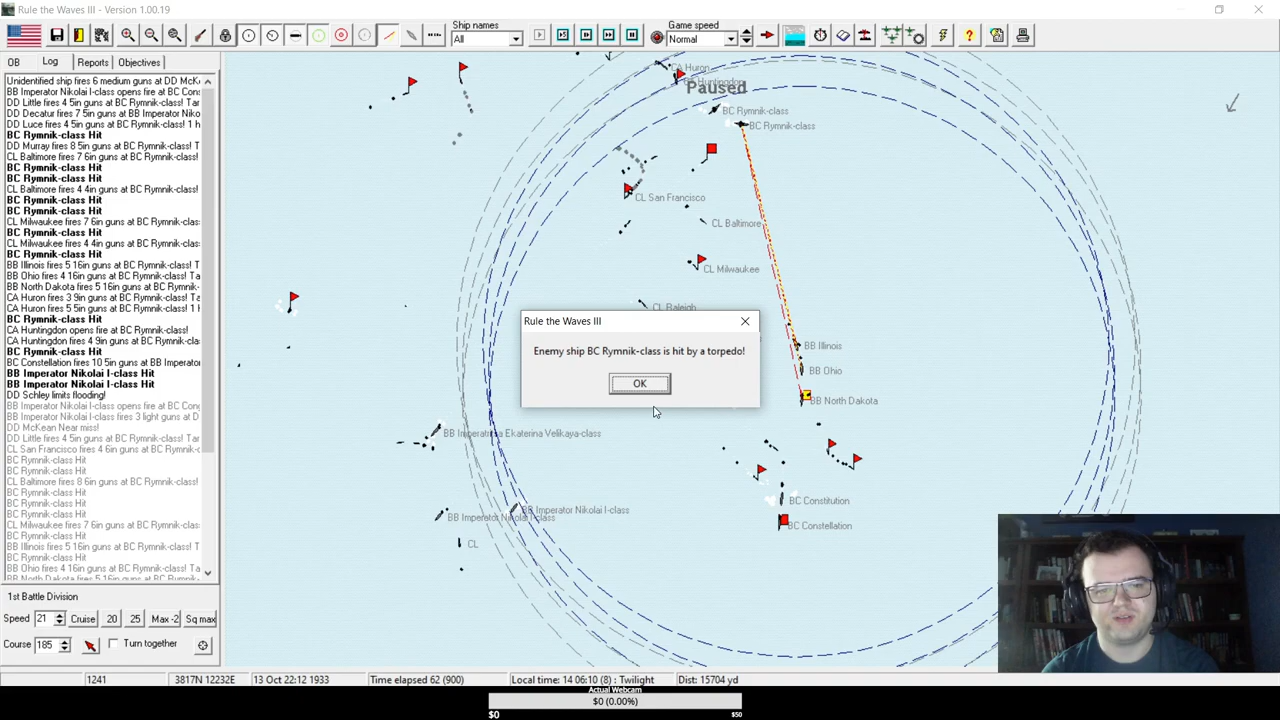 Rule the Waves III - Version 1.00.19
Ship names
All
Game speed
Normal
OB
Log
Reports
Objectives
Unidentified ship fires 6 medium guns at DD McK
BB Imperator Nikolai I-class opens fire at BC Cons
DD Little fires 4 5in guns at BC Rymnik-class! Tar
DD Decatur fires 7 5in guns at BB Imperator Niko
DD Luce fires 4 5in guns at BC Rymnik-class! 1 h
BC Rymnik-class Hit
DD Murray fires 8 5in guns at BC Rymnik-class! T
CL Baltimore fires 7 6in guns at BC Rymnik-class!
BC Rymnik-class Hit
BC Rymnik-class Hit
CL Baltimore fires 4 4in guns at BC Rymnik-class!
BC Rymnik-class Hit
BC Rymnik-class Hit
CL Milwaukee fires 7 6in guns at BC Rymnik-clas:
BC Rymnik-class Hit
CL Milwaukee fires 4 4in guns at BC Rymnik-clas:
BC Rymnik-class Hit
BB Illinois fires 5 16in guns at BC Rymnik-class! T
BB Ohio fires 4 16in guns at BC Rymnik-class! Ta
BB North Dakota fires 5 16in guns at BC Rymnik-
CA Huron fires 3 9in guns at BC Rymnik-class! Ta
CA Huron fires 5 5in guns at BC Rymnik-class! 1 l
BC Rymnik-class Hit
CA Huntingdon opens fire at BC Rymnik-class!
CA Huntingdon fires 4 9in guns at BC Rymnik-cla
BC Rymnik-class Hit
BC Constellation fires 10 5in guns at BB Imperato
BB Imperator Nikolai I-class Hit
BB Imperator Nikolai I-class Hit
DD Schley limits flooding!
BB Imperator Nikolai I-class opens fire at BC Con
BB Imperator Nikolai I-class fires 3 light guns at D
DD McKean Near miss!
DD Little fires 4 5in guns at BC Rymnik-class! Ta
CL San Francisco fires 4 6in guns at BC Rymnik-c
BC Rymnik-class Hit
BC Rymnik-class Hit
CL Baltimore fires 8 6in guns at BC Rymnik-class!
BC Rymnik-class Hit
BC Rymnik-class Hit
BC Rymnik-class Hit
CL Milwaukee fires 7 6in guns at BC Rymnik-clas:
BC Rymnik-class Hit
BB Illinois fires 5 16in guns at BC Rymnik-class! T
BC Rymnik-class Hit
BB Ohio fires 4 16in guns at BC Rymnik-class! Ta
BC Rymnik-class Hit
BB North Dakota fires 5 16in guns at BC Rymnik-
1st Battle Division
Speed 21 Cruise 20 25 Max -2 Sq max
Course 185 Turn together
CA Huron
Huntingdon
Paused
BC Rymnik-class
BC Rymnik-class
CL San Francisco
CL Baltimore
CL Milwaukee
CL Raleigh
Rule the Waves III
Enemy ship BC Rymnik-class is hit by a torpedo!
OK
BB Illinois
BB Ohio
BB North Dakota
BB Imperatritsa Ekaterina Velikaya-class
BB Imperator Nikolai I-class
BB Imperator Nikolai I-class
CL
BC Constitution
BC Constellation
1241
3817N 12232E
13 Oct 22:12 1933
Time elapsed 62 (900)
Local time: 14 06:10 (8) : Twilight
Dist: 15704 yd
Actual Webcam
$0 (0.00%)
$0
$50